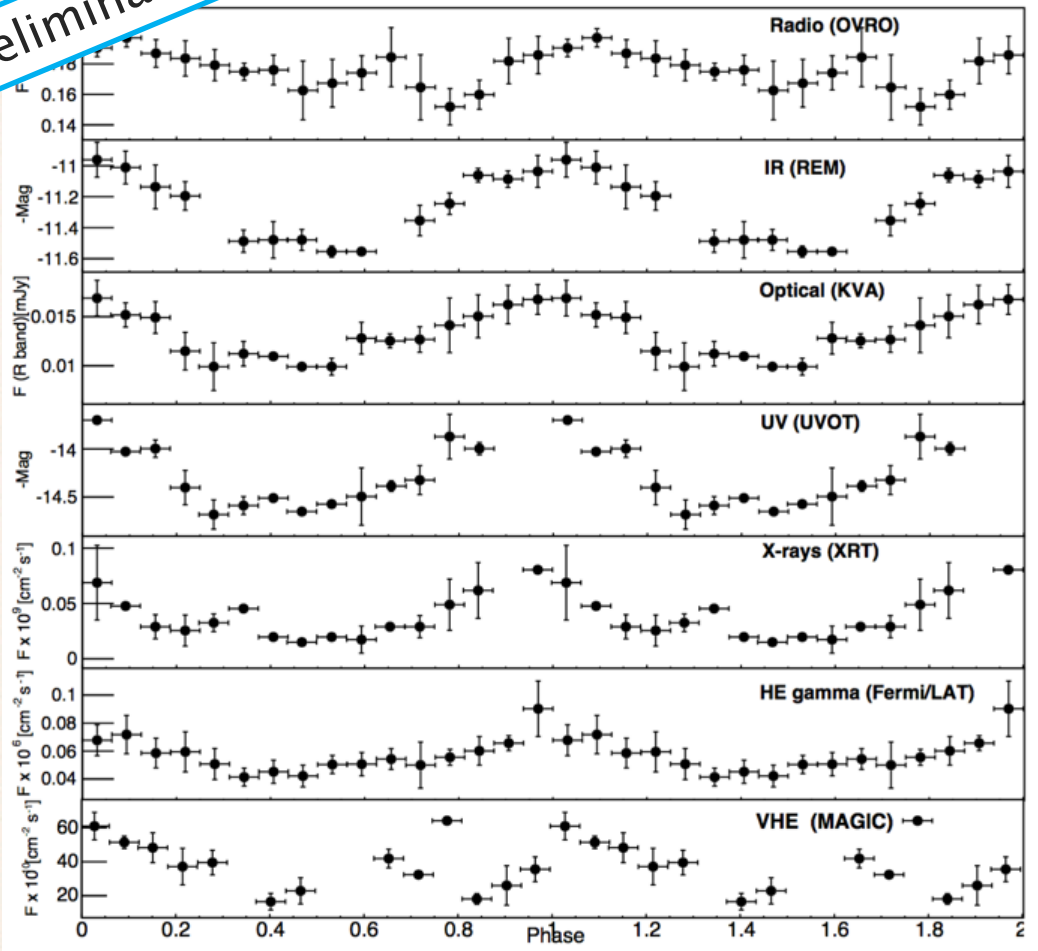 Radio (OVRO)
0.16
0.14
IR (REM)
-Mag
-11
-11.2
-11.4
-11.6
Optical (KVA)
F (R band)[mJy]
0.015
0.01
UV (UVOT)
-Mag
-14
-14.5
X-rays (XRT)
F x 10⁹ [cm⁻² s⁻¹]
0.1
0.05
0
HE gamma (Fermi/LAT)
F x 10⁶ [cm⁻² s⁻¹]
0.1
0.08
0.06
0.04
VHE (MAGIC)
60
40
20
0 0.2 0.4 0.6 0.8 1 1.2 1.4 1.6 1.8 2
Phase